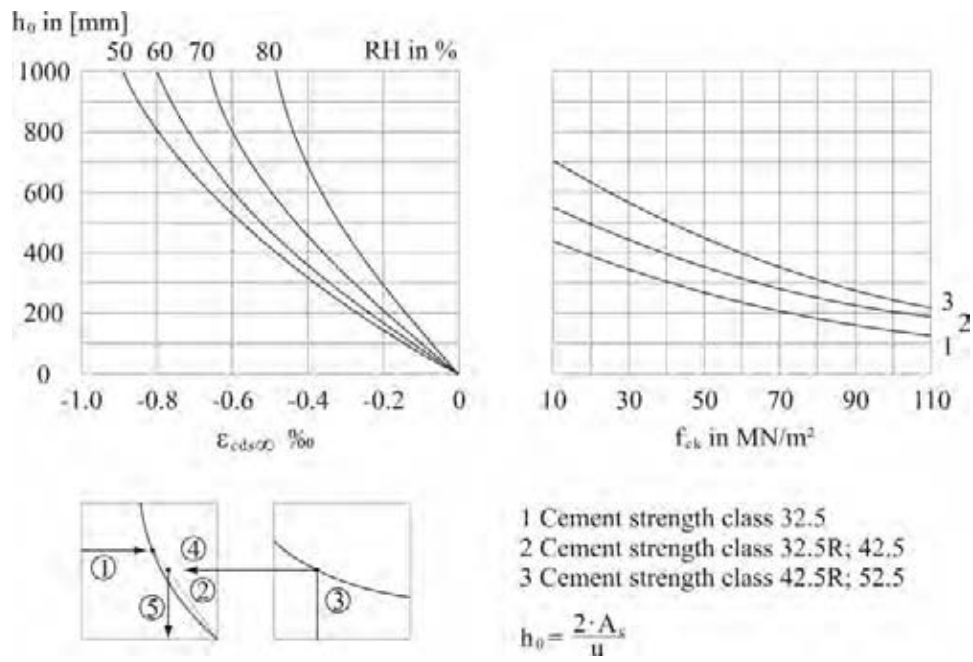 h₀ in [mm]
50 60 70 80 RH in %
1000
800
600
400
200
0
-1.0 -0.8 -0.6 -0.4 -0.2 0
ε_cds∞ ‰
3
2
1
10 30 50 70 90 110
f_ck in MN/m²
① ④ ② ⑤ ③
1 Cement strength class 32.5
2 Cement strength class 32.5R; 42.5
3 Cement strength class 42.5R; 52.5
h₀ = 2·A_s
u